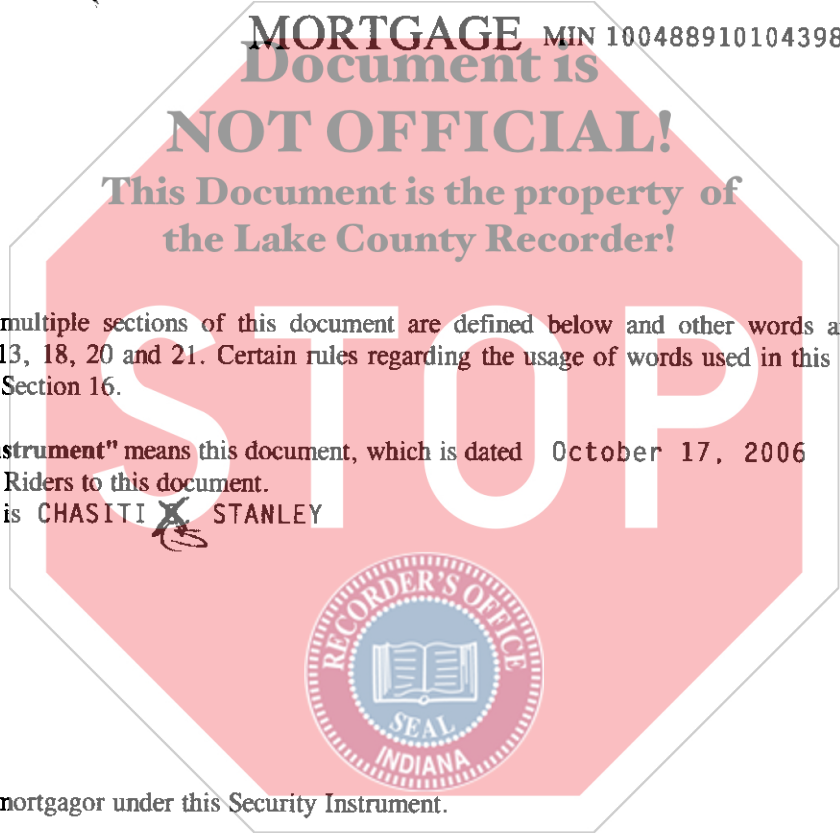 MORTGAGE MIN 100488910104398
Document is
NOT OFFICIAL!
This Document is the property of
the Lake County Recorder!
multiple sections of this document are defined below and other words a
13, 18, 20 and 21. Certain rules regarding the usage of words used in this
Section 16.
strument" means this document, which is dated October 17, 2006
Riders to this document.
is CHASITI STANLEY
STOP
RECORDER'S OFFICE
SEAL
INDIANA
mortgagor under this Security Instrument.